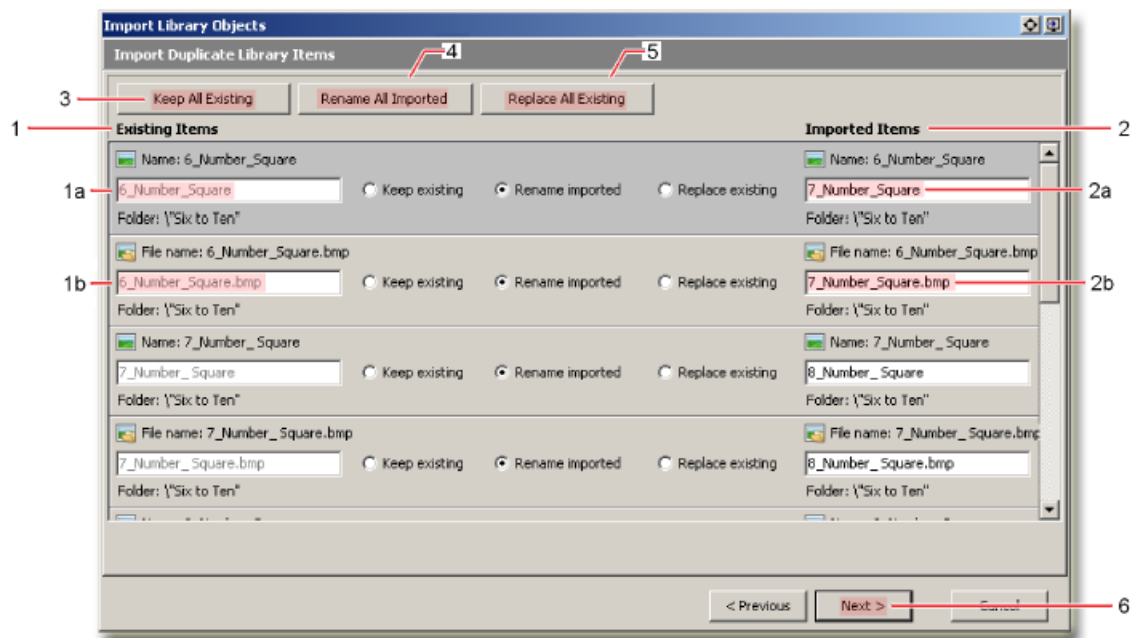 Import Library Objects
Import Duplicate Library Items
4
5
3
Keep All Existing
Rename All Imported
Replace All Existing
1
Existing Items
Imported Items
2
Name: 6_Number_Square
Name: 6_Number_Square
1a
6_Number_Square
Keep existing
Rename imported
Replace existing
7_Number_Square
2a
Folder: \"Six to Ten"
Folder: \"Six to Ten"
File name: 6_Number_Square.bmp
File name: 6_Number_Square.bmp
1b
6_Number_Square.bmp
Keep existing
Rename imported
Replace existing
7_Number_Square.bmp
2b
Folder: \"Six to Ten"
Folder: \"Six to Ten"
Name: 7_Number_ Square
Name: 7_Number_ Square
7_Number_ Square
Keep existing
Rename imported
Replace existing
8_Number_ Square
Folder: \"Six to Ten"
Folder: \"Six to Ten"
File name: 7_Number_ Square.bmp
File name: 7_Number_ Square.bmp
7_Number_ Square.bmp
Keep existing
Rename imported
Replace existing
8_Number_ Square.bmp
Folder: \"Six to Ten"
Folder: \"Six to Ten"
< Previous
Next >
Cancel
6